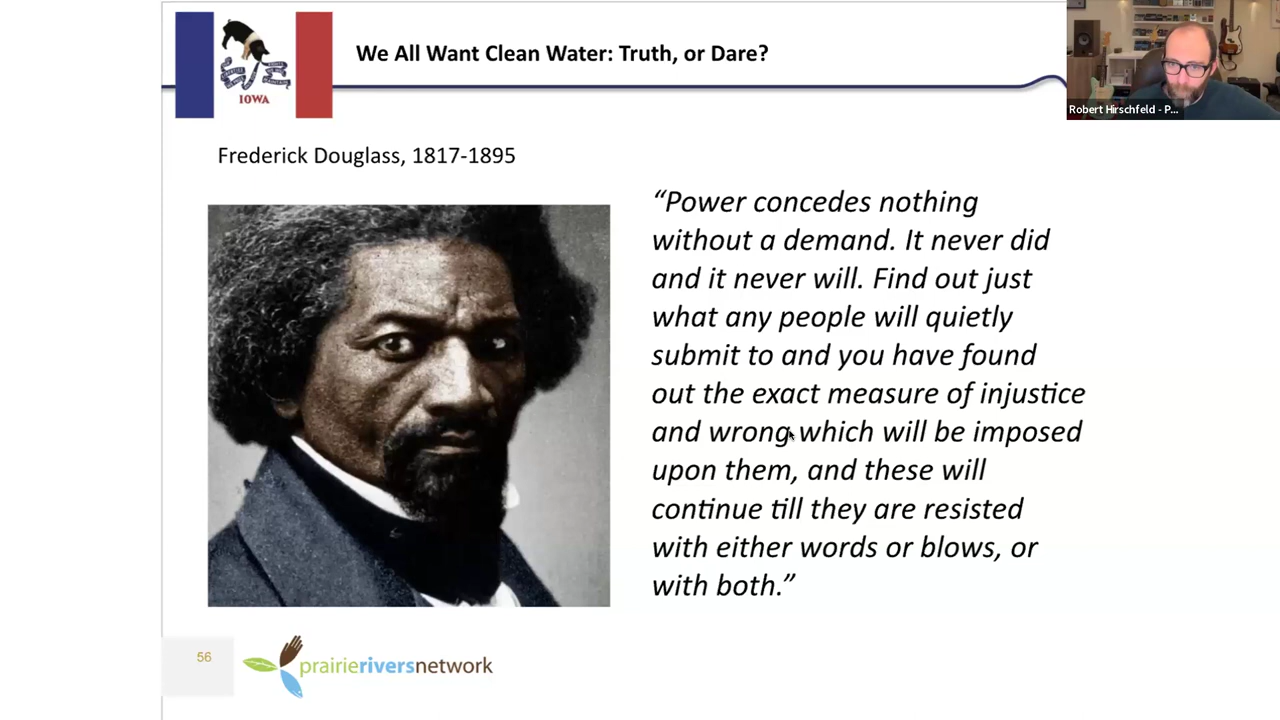 We All Want Clean Water: Truth, or Dare?
IOWA
Robert Hirschfeld - P...
Frederick Douglass, 1817-1895
“Power concedes nothing
without a demand. It never did
and it never will. Find out just
what any people will quietly
submit to and you have found
out the exact measure of injustice
and wrong which will be imposed
upon them, and these will
continue till they are resisted
with either words or blows, or
with both.”
56
prairieriversnetwork